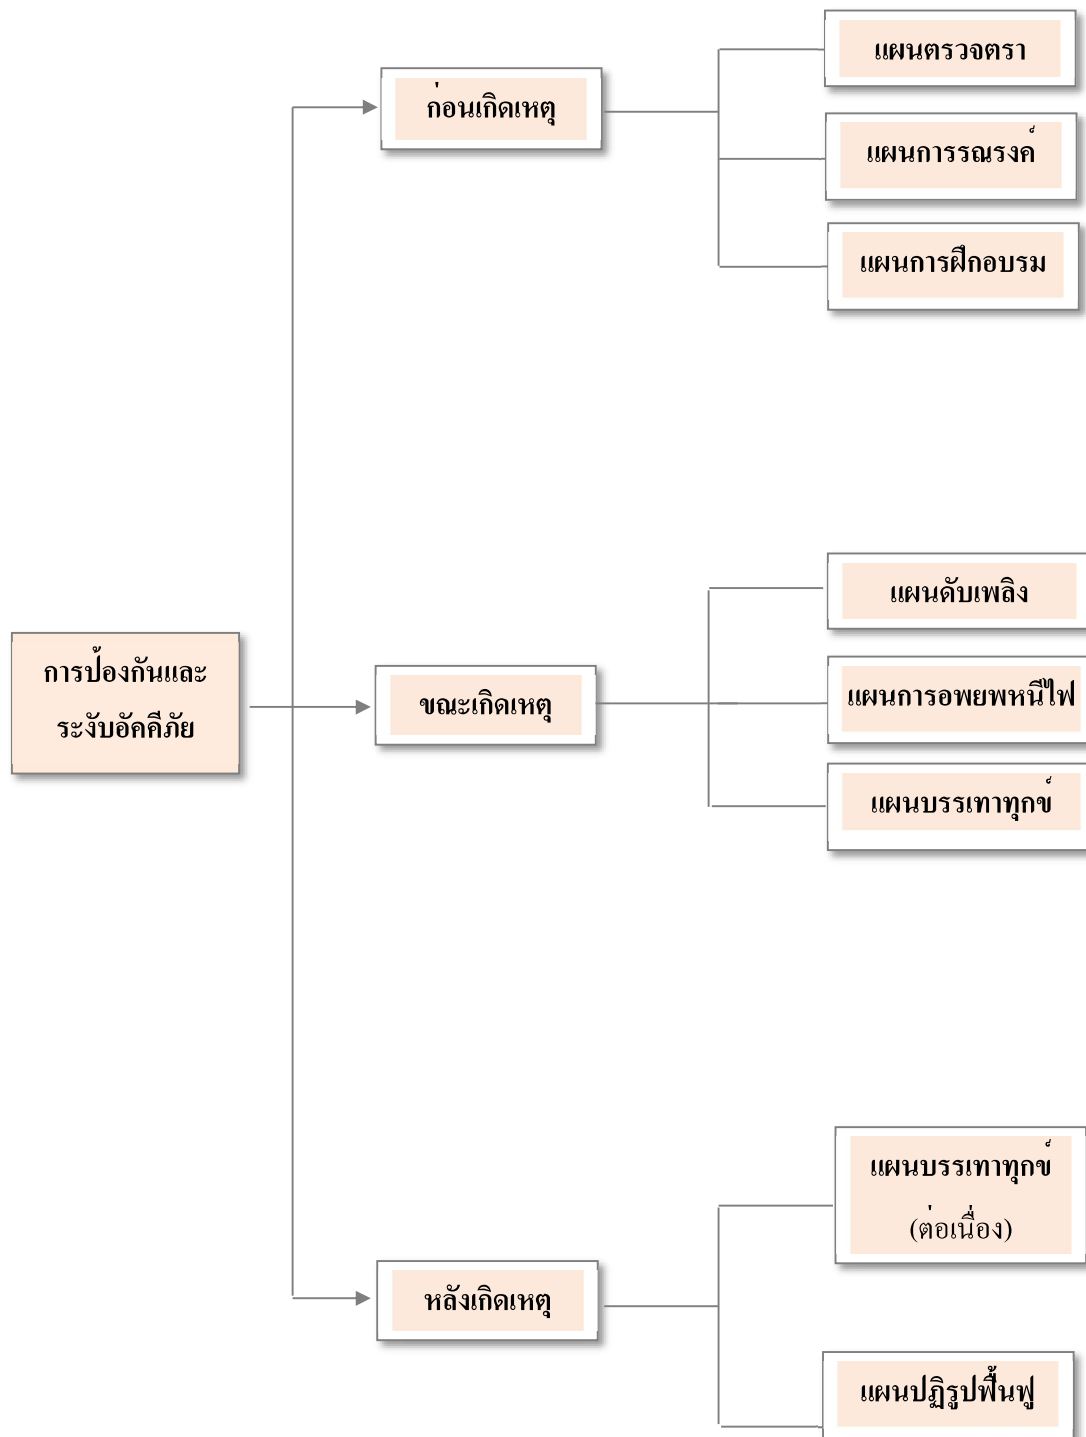 แผนตรวจตรา
ก่อนเกิดเหตุ
แผนการรณรงค์
แผนการฝึกอบรม
แผนดับเพลิง
การป้องกันและ
ระงับอัคคีภัย
ขณะเกิดเหตุ
แผนการอพยพหนีไฟ
แผนบรรเทาทุกข์
แผนบรรเทาทุกข์
(ต่อเนื่อง)
หลังเกิดเหตุ
แผนปฏิรูปฟื้นฟู